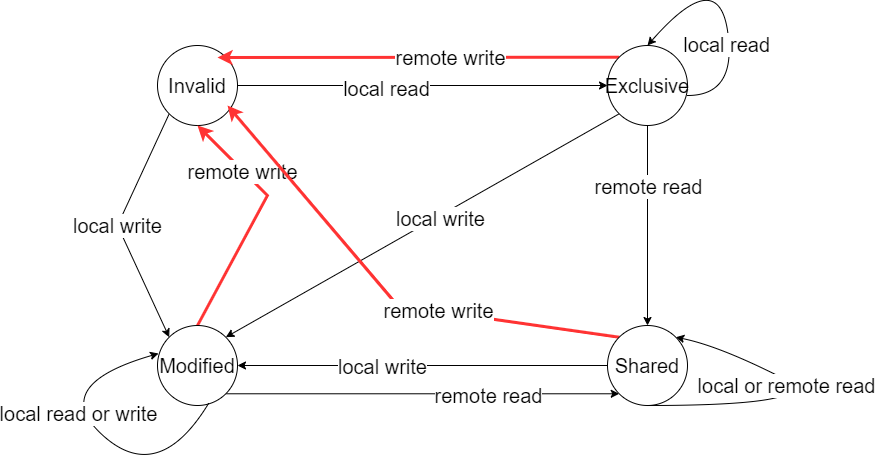 local read
remote write
Invalid
local read
Exclusive
remote write
remote read
local write
local write
remote write
Modified
local write
Shared
local or remote read
remote read
local read or write